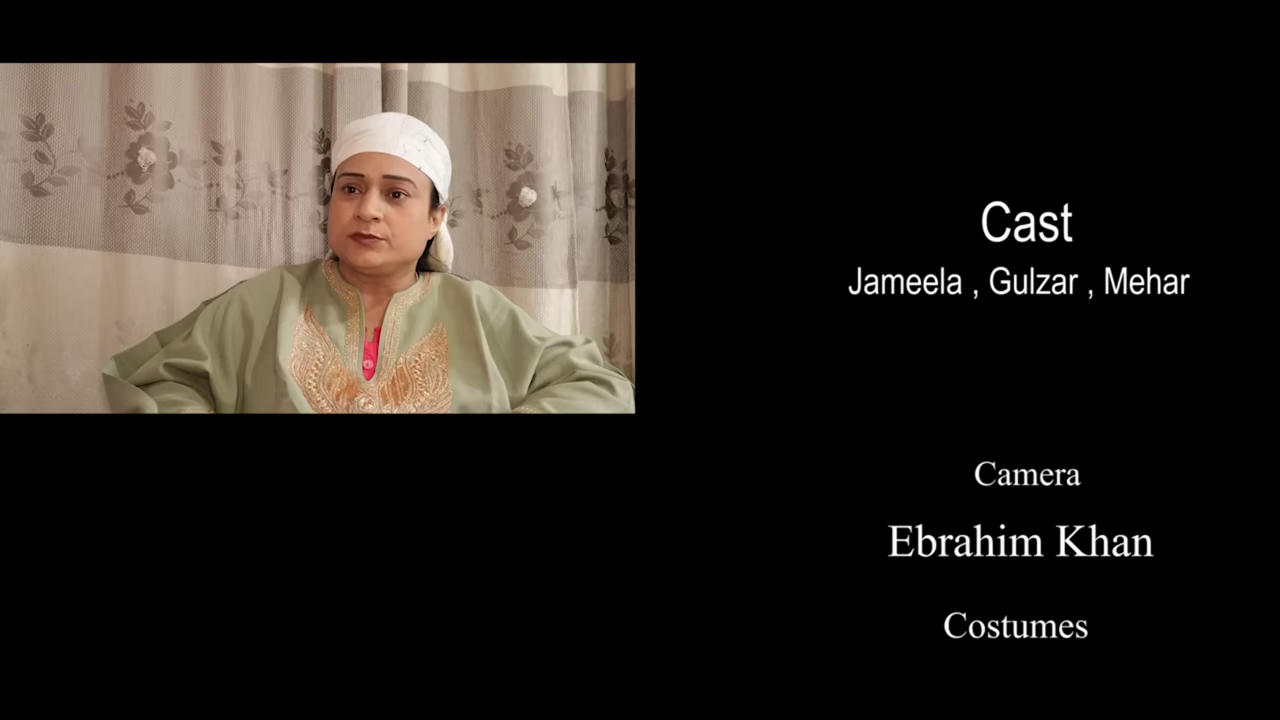 Cast
Jameela , Gulzar , Mehar
Camera
Ebrahim Khan
Costumes